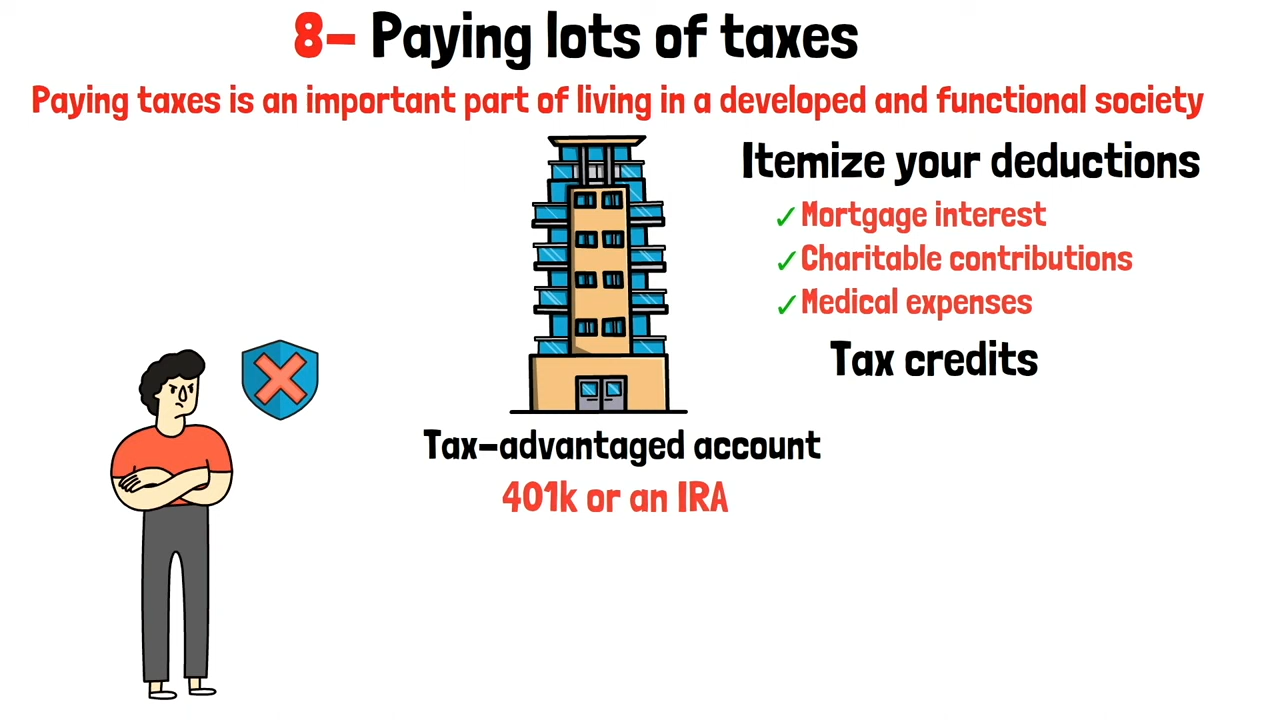 8- Paying lots of taxes
Paying taxes is an important part of living in a developed and functional society
Itemize your deductions
✓Mortgage interest
✓Charitable contributions
✓Medical expenses
Tax credits
Tax-advantaged account
401k or an IRA